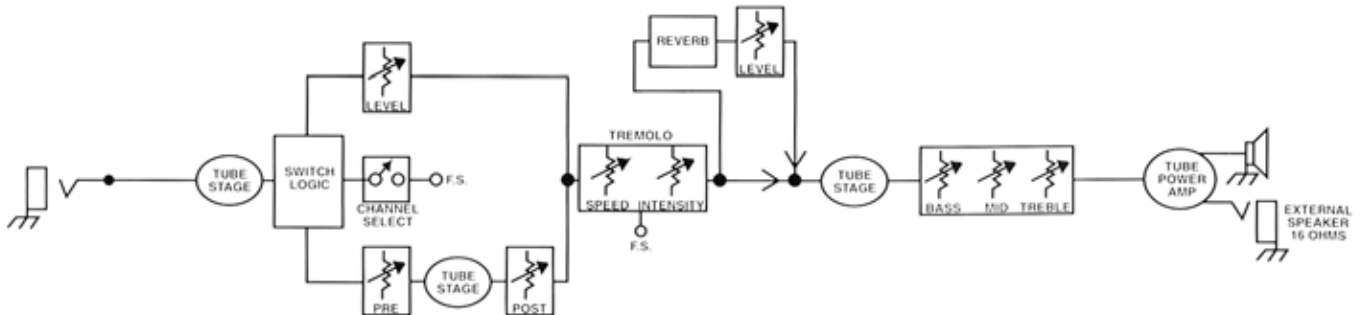 REVERB
LEVEL
LEVEL
TREMOLO
SPEED INTENSITY
F.S.
TUBE
STAGE
SWITCH
LOGIC
CHANNEL
SELECT
F.S.
PRE
TUBE
STAGE
POST
TUBE
STAGE
BASS MID TREBLE
TUBE
POWER
AMP
EXTERNAL
SPEAKER
16 OHMS